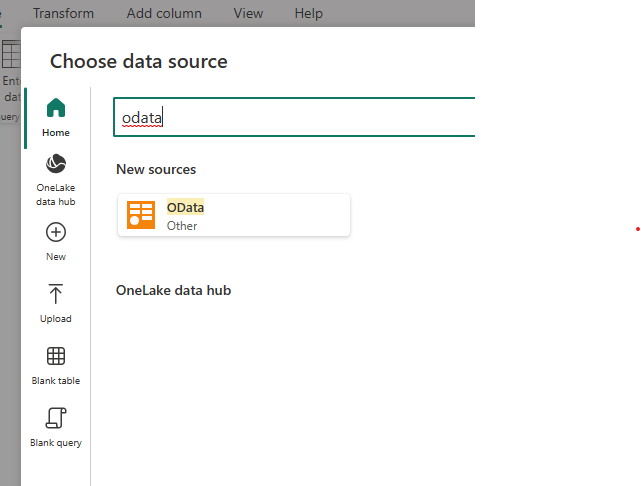 Transform Add column View Help
Choose data source
Ent
dat
uery
Home
OneLake
data hub
New
Upload
Blank table
Blank query
odata
New sources
OData
Other
OneLake data hub